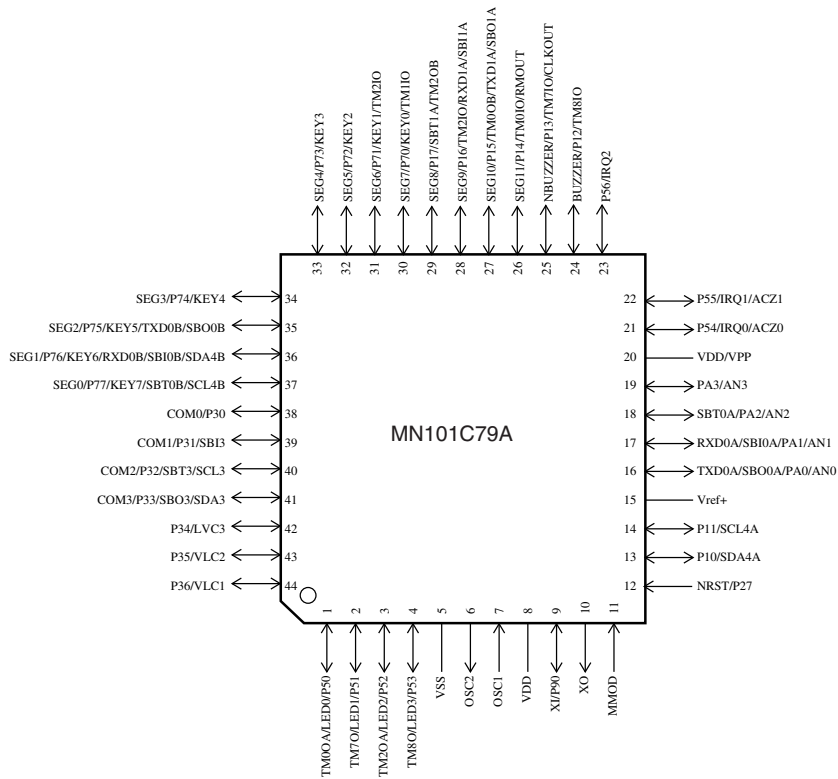 SEG4/P73/KEY3
SEG5/P72/KEY2
SEG6/P71/KEY1/TM2IO
SEG7/P70/KEY0/TM1IO
SEG8/P17/SBT1A/TM2OB
SEG9/P16/TM2IO/RXD1A/SBI1A
SEG10/P15/TM0OB/TXD1A/SBO1A
SEG11/P14/TM0IO/RMOUT
NBUZZER/P13/TM7IO/CLKOUT
BUZZER/P12/TM8IO
P56/IRQ2
33
32
31
30
29
28
27
26
25
24
23
SEG3/P74/KEY4 34
SEG2/P75/KEY5/TXD0B/SBO0B 35
SEG1/P76/KEY6/RXD0B/SBI0B/SDA4B 36
SEG0/P77/KEY7/SBT0B/SCL4B 37
COM0/P30 38
COM1/P31/SBI3 39
COM2/P32/SBT3/SCL3 40
COM3/P33/SBO3/SDA3 41
P34/LVC3 42
P35/VLC2 43
P36/VLC1 44
MN101C79A
22 P55/IRQ1/ACZ1
21 P54/IRQ0/ACZ0
20 VDD/VPP
19 PA3/AN3
18 SBT0A/PA2/AN2
17 RXD0A/SBI0A/PA1/AN1
16 TXD0A/SBO0A/PA0/AN0
15 Vref+
14 P11/SCL4A
13 P10/SDA4A
12 NRST/P27
1
2
3
4
5
6
7
8
9
10
11
TM0OA/LED0/P50
TM7O/LED1/P51
TM2OA/LED2/P52
TM8O/LED3/P53
VSS
OSC2
OSC1
VDD
XI/P90
XO
MMOD